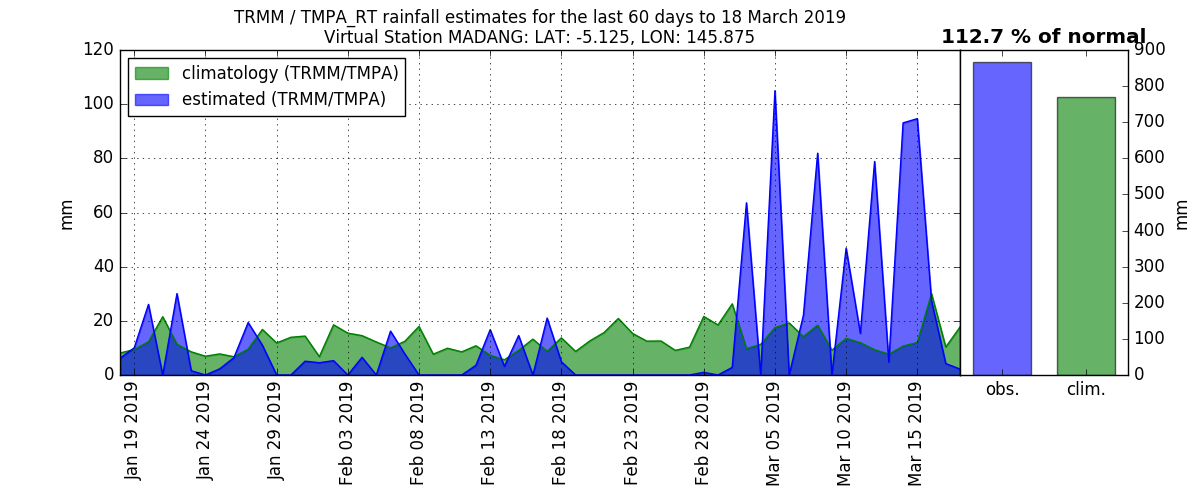 TRMM / TMPA_RT rainfall estimates for the last 60 days to 18 March 2019
Virtual Station MADANG: LAT: -5.125, LON: 145.875
112.7 % of normal
climatology (TRMM/TMPA)
estimated (TRMM/TMPA)
mm
120
100
80
60
40
20
0
Jan 19 2019
Jan 24 2019
Jan 29 2019
Feb 03 2019
Feb 08 2019
Feb 13 2019
Feb 18 2019
Feb 23 2019
Feb 28 2019
Mar 05 2019
Mar 10 2019
Mar 15 2019
obs.
clim.
900
800
700
600
500
400
300
200
100
0
mm